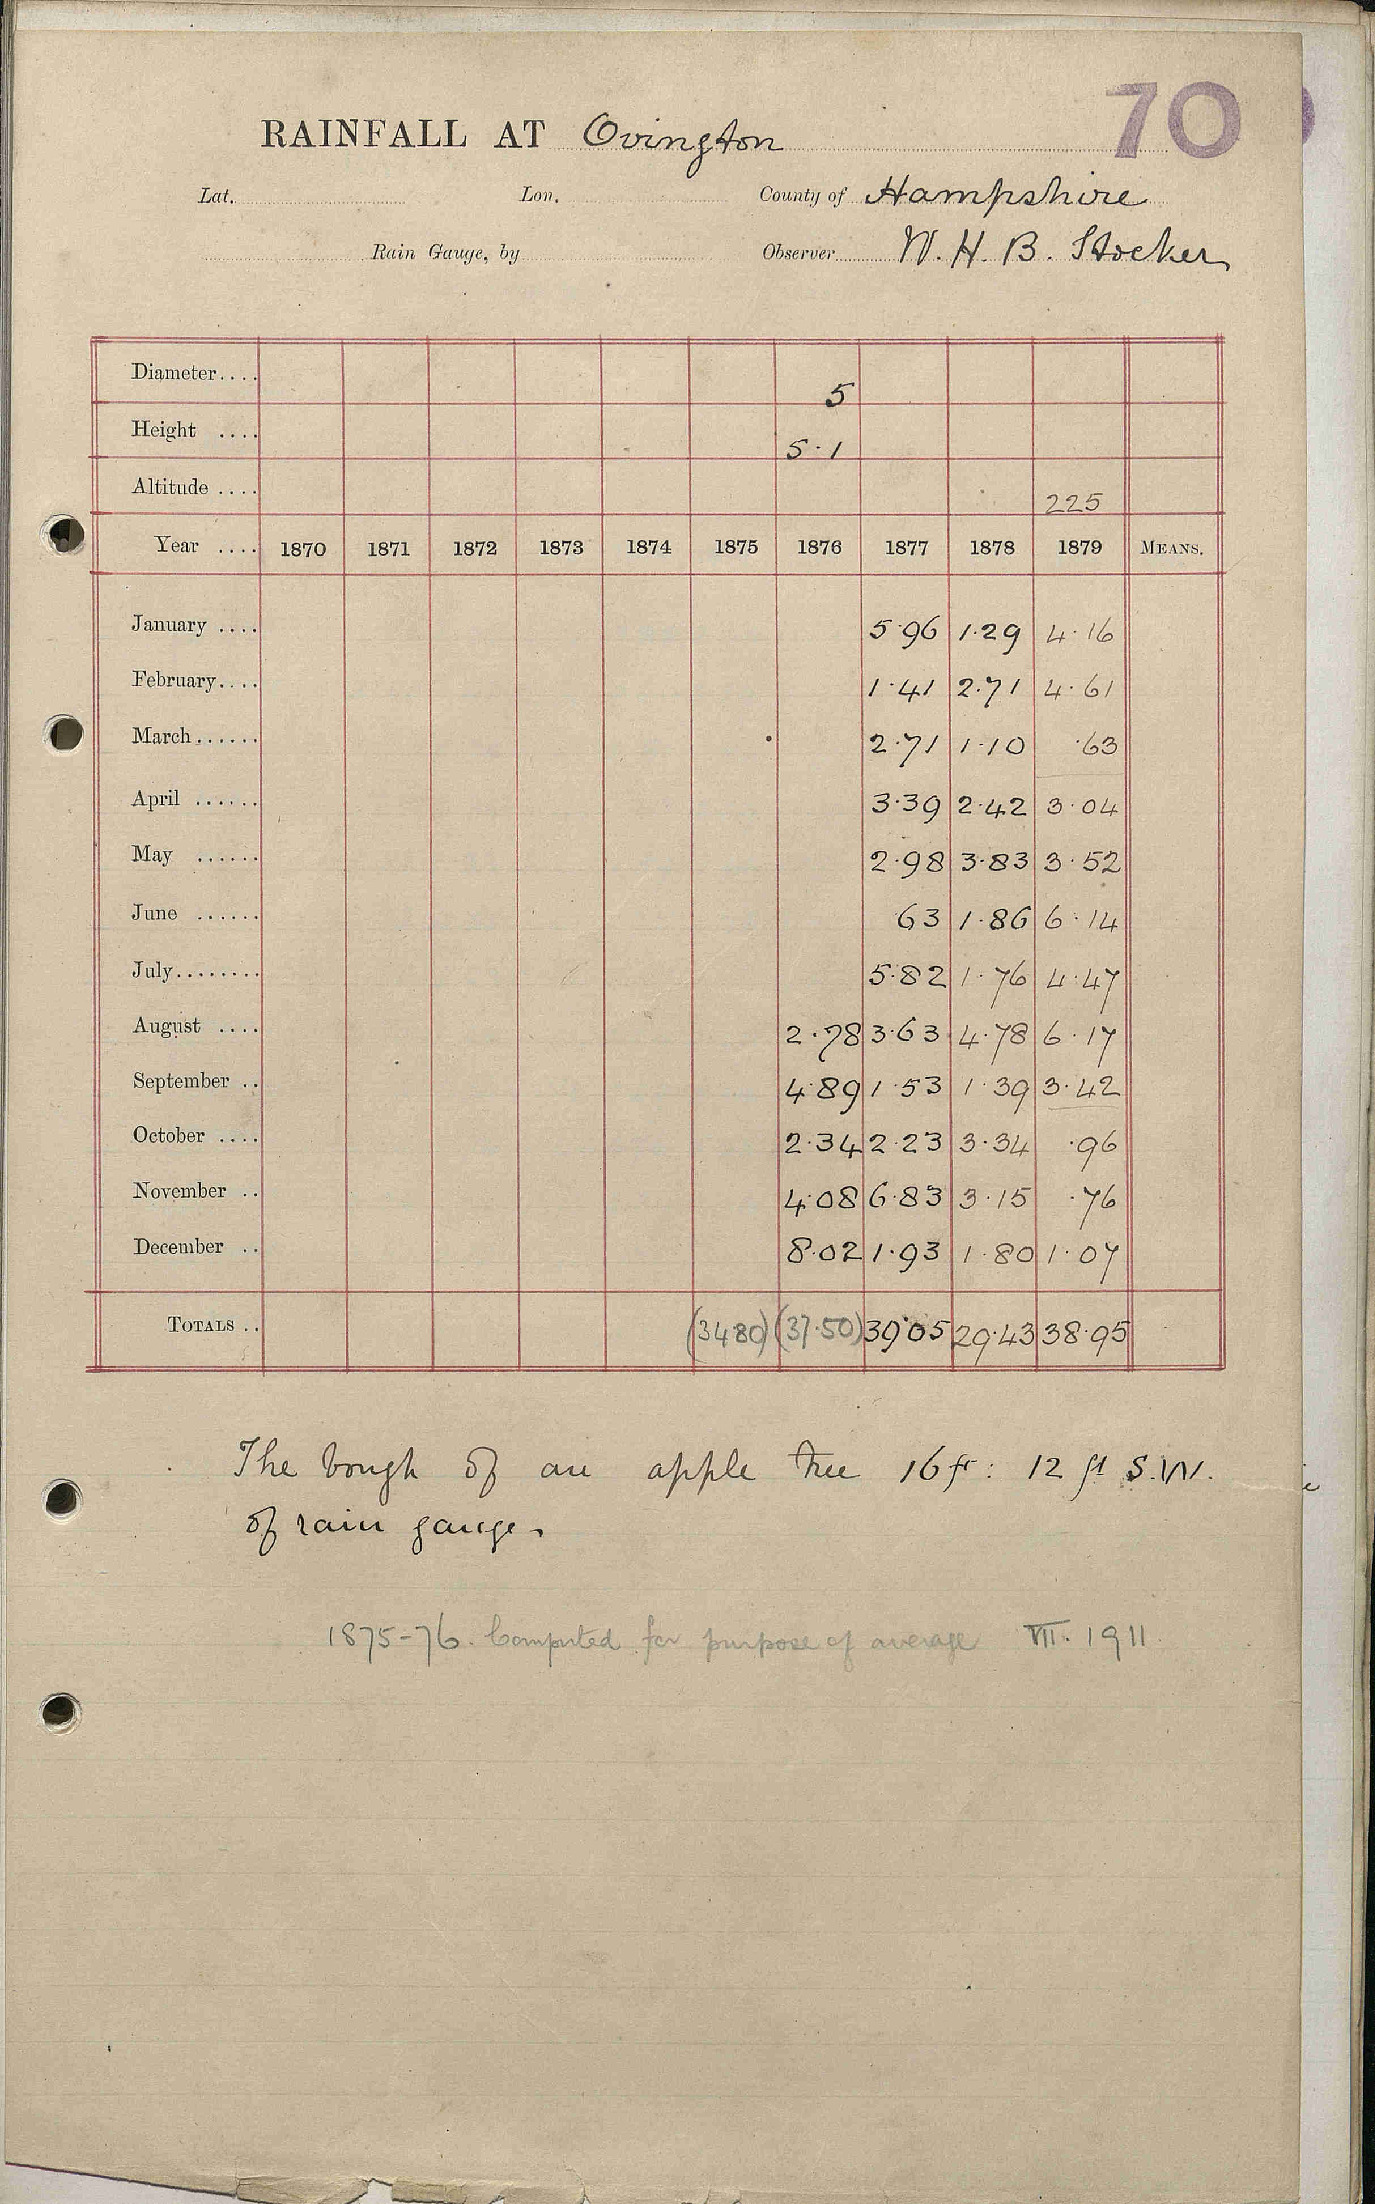 70
RAINFALL AT Ovington
Lat. Lon. County of Hampshire
Rain Gauge, by Observer W. H. B. Stocker
Diameter.... 5
Height .... 5·1
Altitude .... 225
Year .... 1870 1871 1872 1873 1874 1875 1876 1877 1878 1879 MEANS.
January .... 5·96 1·29 4·16
February.... 1·41 2·71 4·61
March...... 2·71 1·10 ·63
April ...... 3·39 2·42 3·04
May ...... 2·98 3·83 3·52
June ...... 63 1·86 6·14
July........ 5·82 1·76 4·47
August .... 2·78 3·63 4·78 6·17
September .. 4·89 1·53 1·39 3·42
October .... 2·34 2·23 3·34 ·96
November .. 4·08 6·83 3·15 ·76
December .. 8·02 1·93 1·80 1·07
TOTALS .. (34·80) (37·50) 39·05 29·43 38·95
The bough of an apple tree 16 ft: 12 ft S.W.
of rain gauge.
1875-76. Computed for purpose of average VII. 1911.